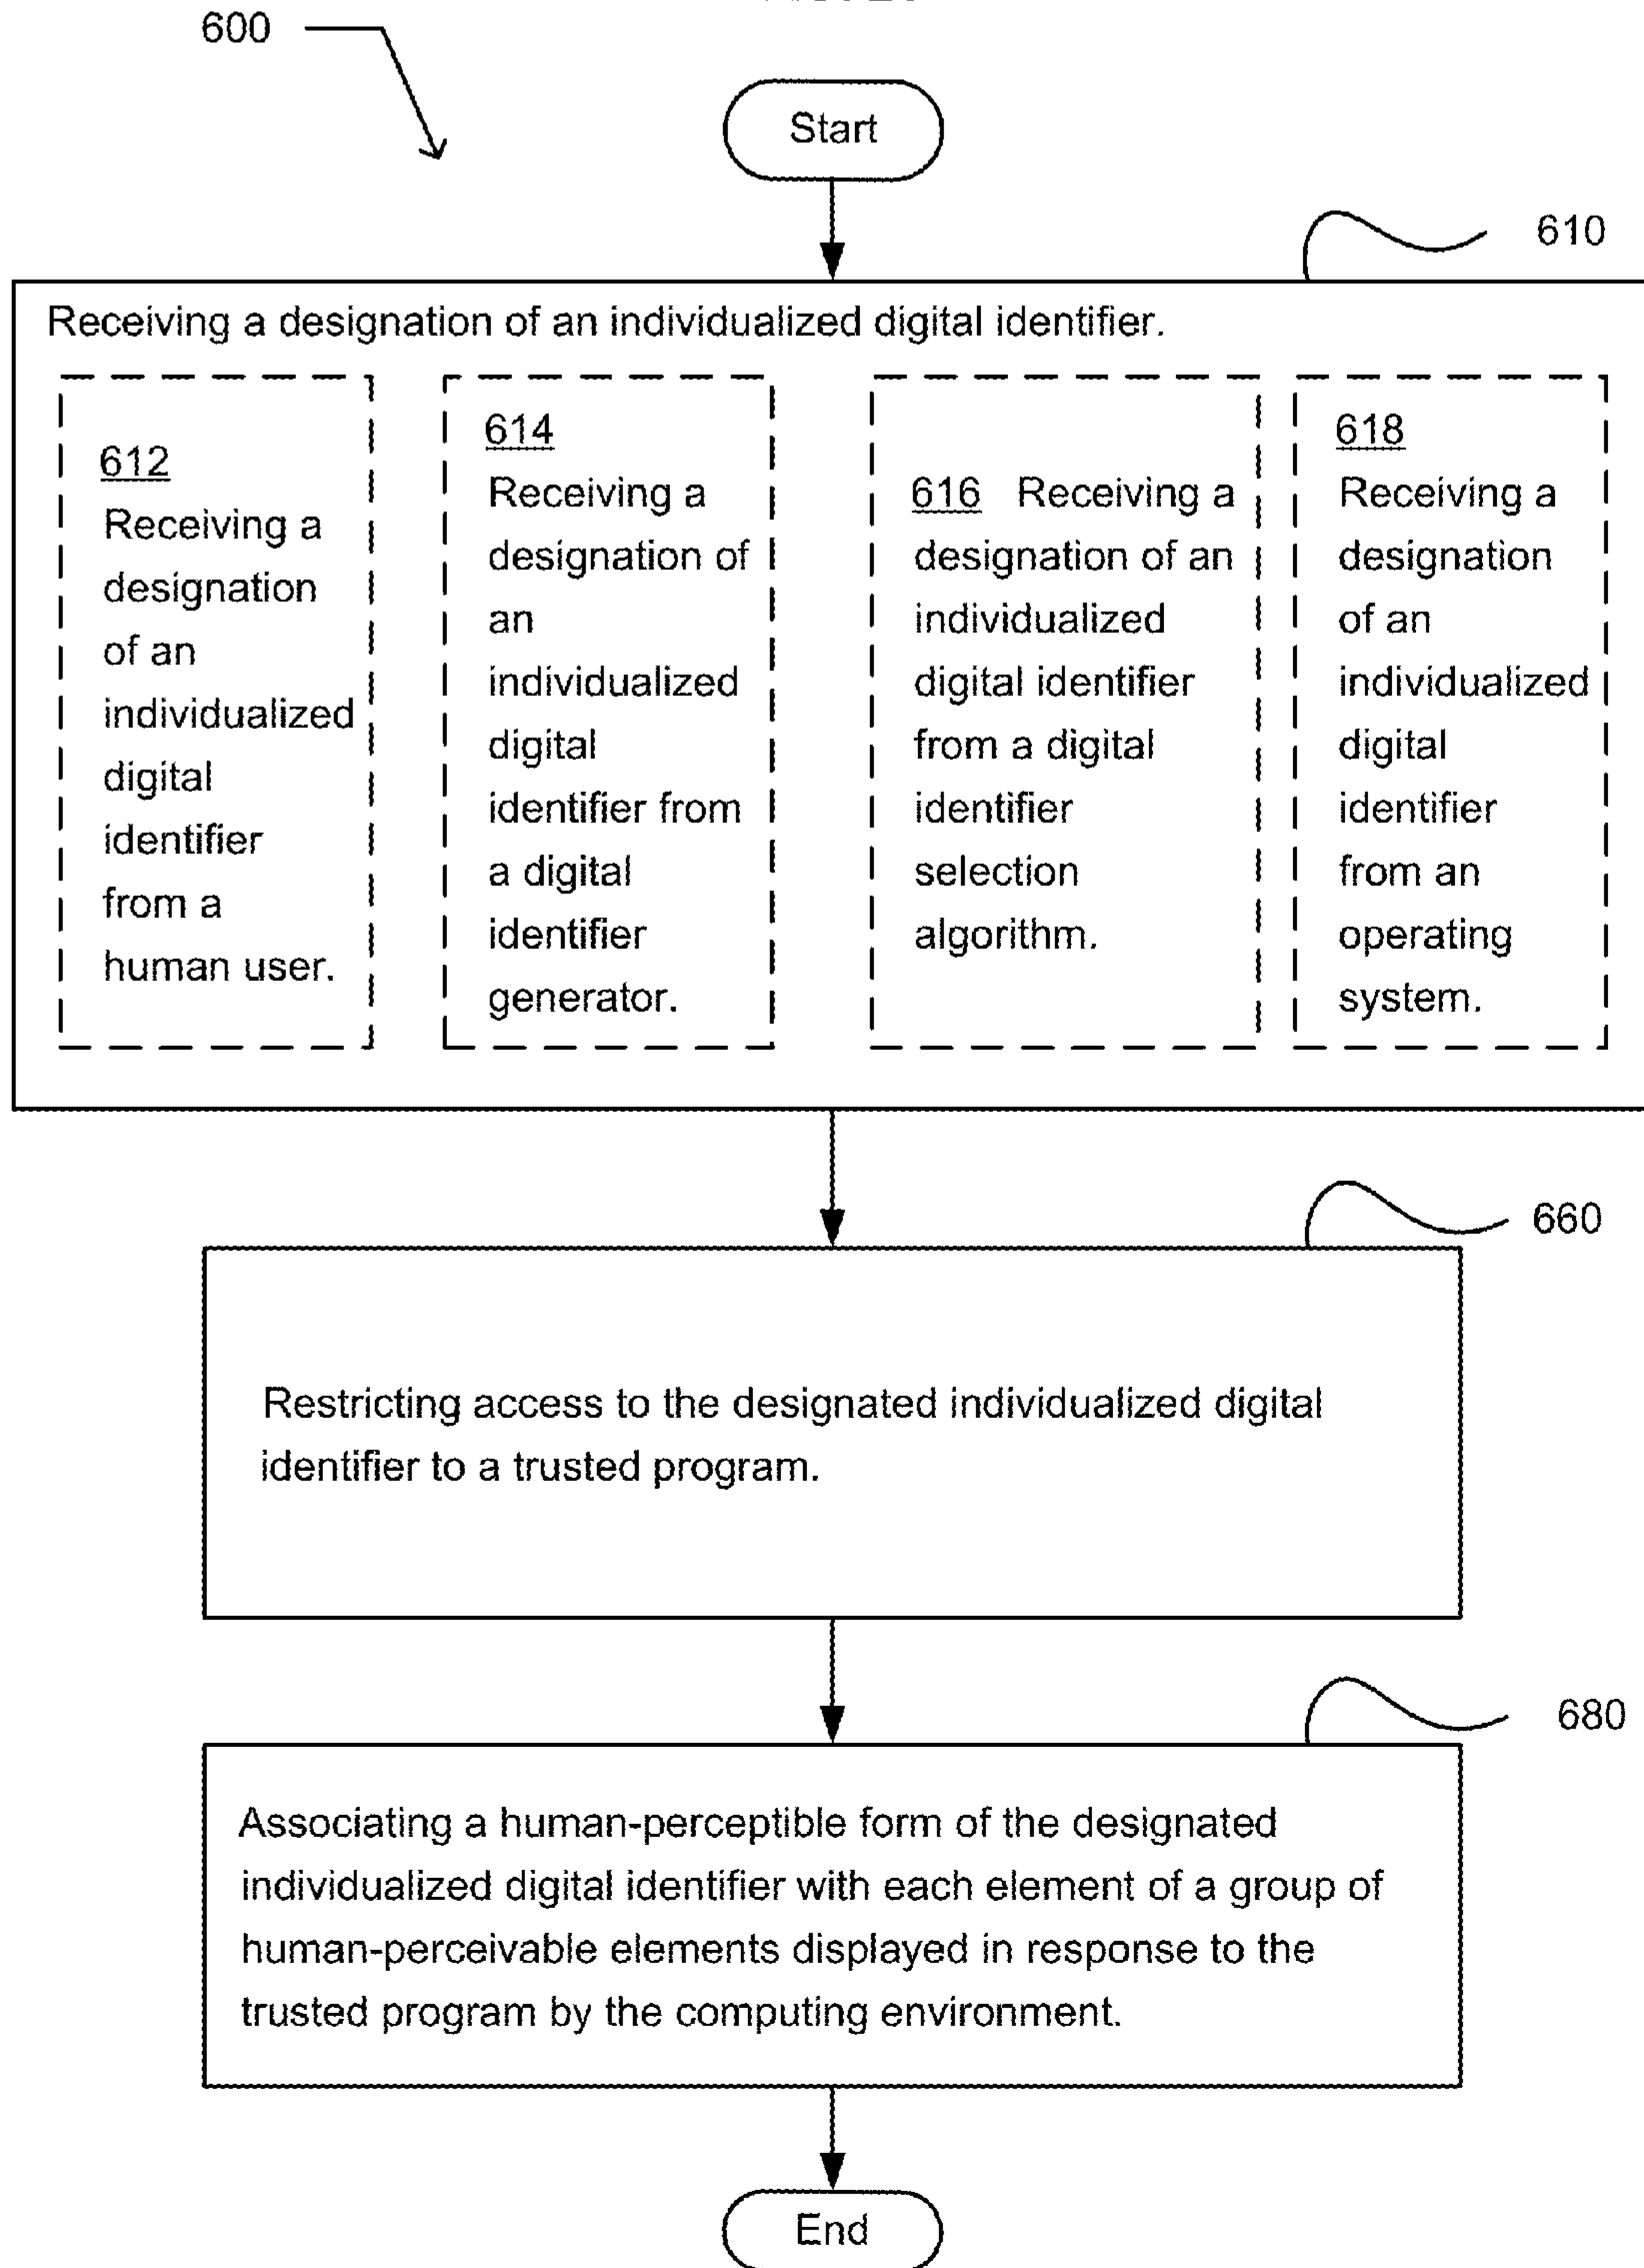 600
Start
610
Receiving a designation of an individualized digital identifier.
612
Receiving a
designation
of an
individualized
digital
identifier
from a
human user.
614
Receiving a
designation of
an
individualized
digital
identifier from
a digital
identifier
generator.
616 Receiving a
designation of an
individualized
digital identifier
from a digital
identifier
selection
algorithm.
618
Receiving a
designation
of an
individualized
digital
identifier
from an
operating
system.
660
Restricting access to the designated individualized digital
identifier to a trusted program.
680
Associating a human-perceptible form of the designated
individualized digital identifier with each element of a group of
human-perceivable elements displayed in response to the
trusted program by the computing environment.
End